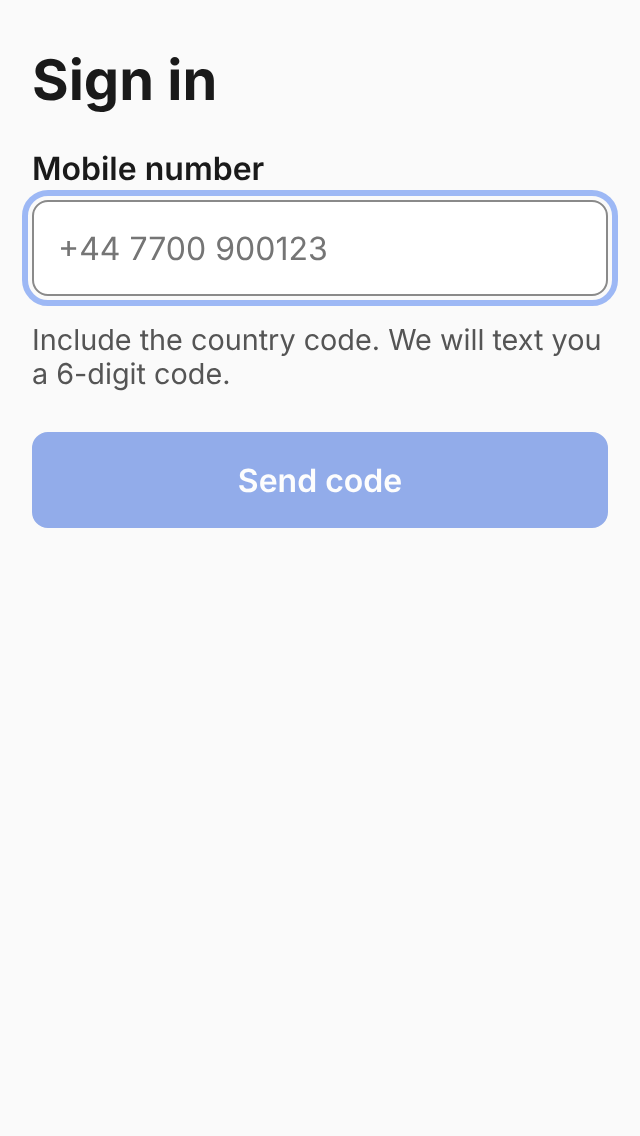 Sign in
Mobile number
+44 7700 900123
Include the country code. We will text you
a 6-digit code.
Send code